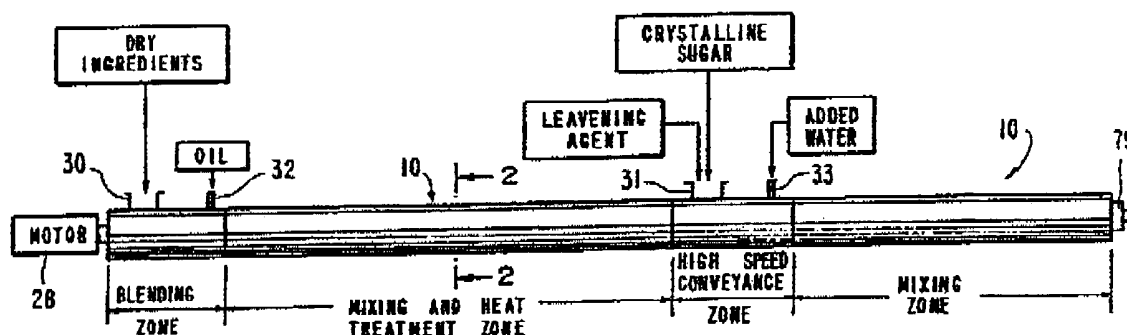 DRY
INGREDIENTS
CRYSTALLINE
SUGAR
LEAVENING
AGENT
ADDED
WATER
OIL
30
32
10
2
31
33
10
79
MOTOR
28
2
BLENDING
ZONE
MIXING AND HEAT
TREATMENT ZONE
HIGH SPEED
CONVEYANCE
ZONE
MIXING
ZONE